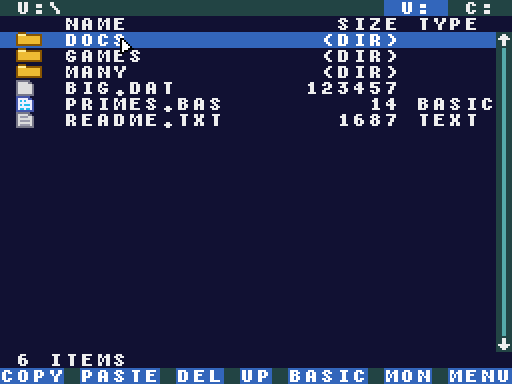 V:\ V: C:
NAME SIZE TYPE
DOCS <DIR>
GAMES <DIR>
MANY <DIR>
BIG.DAT 123457
PRIMES.BAS 14 BASIC
README.TXT 1687 TEXT
6 ITEMS
COPY PASTE DEL UP BASIC MON MENU